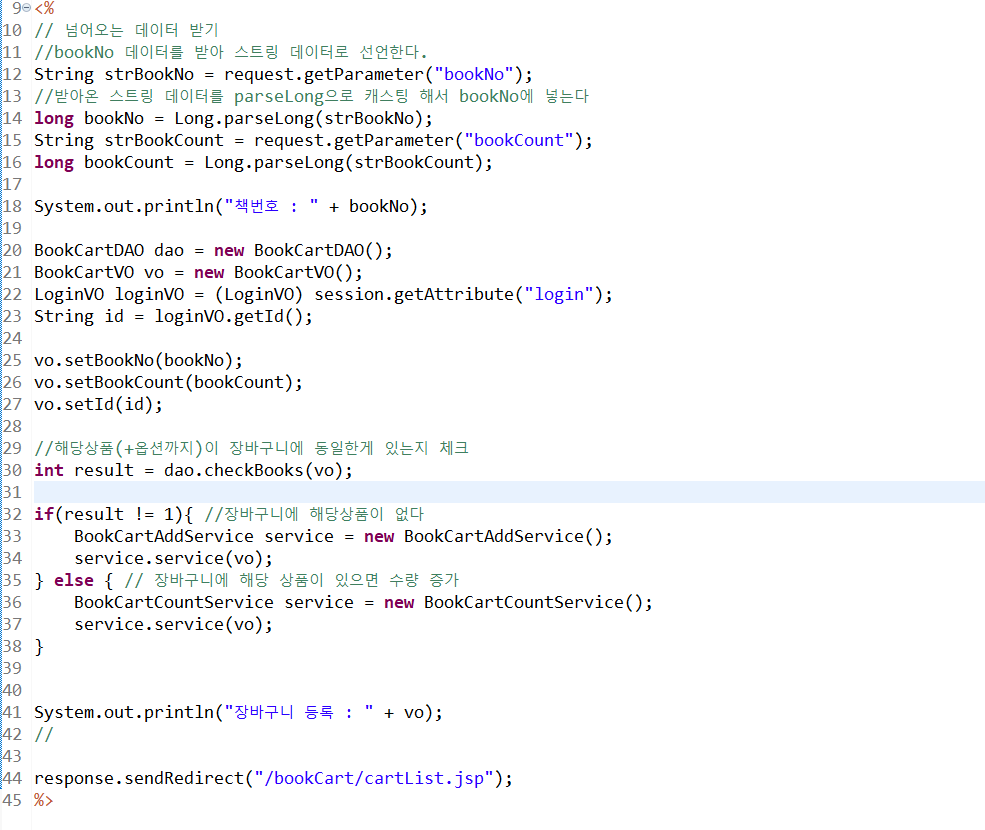 9 <%
10 // 넘어오는 데이터 받기
11 //bookNo 데이터를 받아 스트링 데이터로 선언한다.
12 String strBookNo = request.getParameter("bookNo");
13 //받아온 스트링 데이터를 parseLong으로 캐스팅 해서 bookNo에 넣는다
14 long bookNo = Long.parseLong(strBookNo);
15 String strBookCount = request.getParameter("bookCount");
16 long bookCount = Long.parseLong(strBookCount);
17
18 System.out.println("책번호 : " + bookNo);
19
20 BookCartDAO dao = new BookCartDAO();
21 BookCartVO vo = new BookCartVO();
22 LoginVO loginVO = (LoginVO) session.getAttribute("login");
23 String id = loginVO.getId();
24
25 vo.setBookNo(bookNo);
26 vo.setBookCount(bookCount);
27 vo.setId(id);
28
29 //해당상품(+옵션까지)이 장바구니에 동일한게 있는지 체크
30 int result = dao.checkBooks(vo);
31
32 if(result != 1){ //장바구니에 해당상품이 없다
33     BookCartAddService service = new BookCartAddService();
34     service.service(vo);
35 } else { // 장바구니에 해당 상품이 있으면 수량 증가
36     BookCartCountService service = new BookCartCountService();
37     service.service(vo);
38 }
39
40
41 System.out.println("장바구니 등록 : " + vo);
42 //
43
44 response.sendRedirect("/bookCart/cartList.jsp");
45 %>